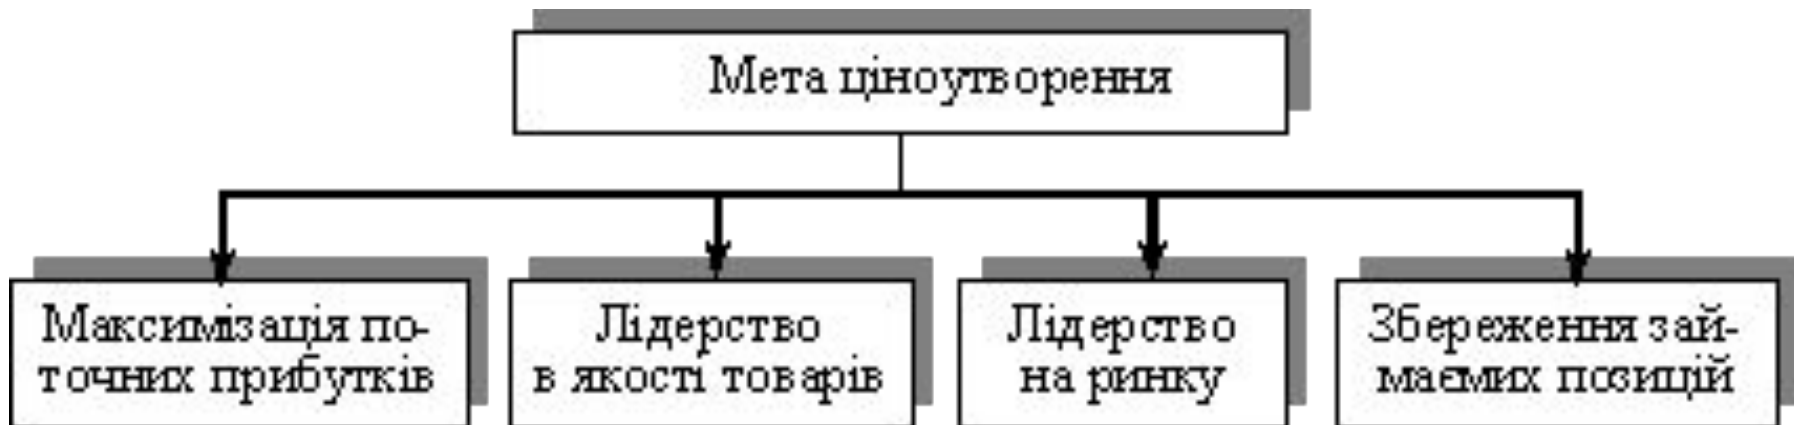 Мета ціноутворення
Максимізація по-
точних прибутків
Лідерство
в якості товарів
Лідерство
на ринку
Збереження зай-
маємих позицій